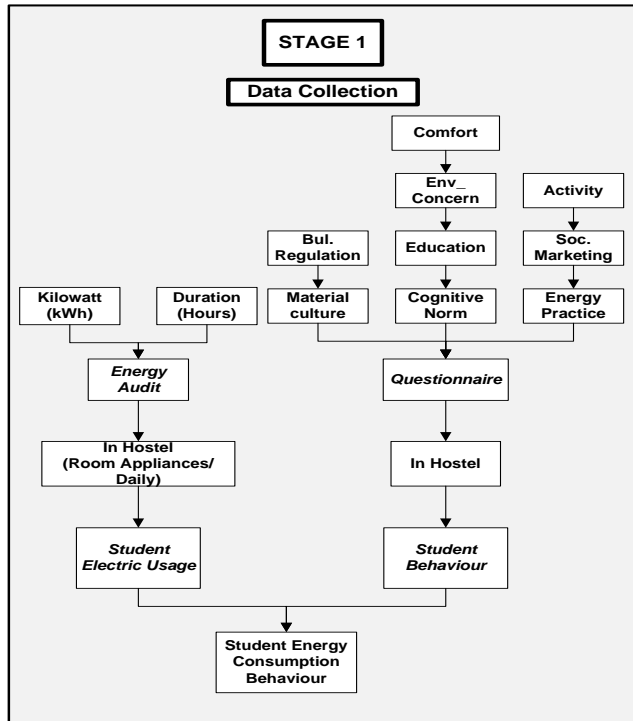 STAGE 1
Data Collection
Comfort
Env_
Concern
Activity
Bul.
Regulation
Education
Soc.
Marketing
Kilowatt
(kWh)
Duration
(Hours)
Material
culture
Cognitive
Norm
Energy
Practice
Energy
Audit
Questionnaire
In Hostel
(Room Appliances/
Daily)
In Hostel
Student
Electric Usage
Student
Behaviour
Student Energy
Consumption
Behaviour